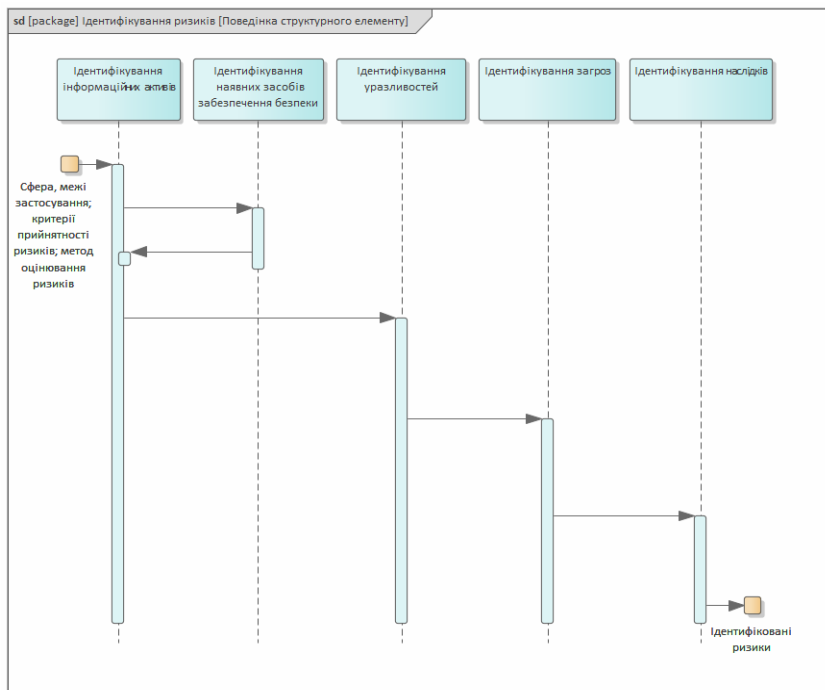 sd [package] Ідентифікування ризиків [Поведінка структурного елементу]
Ідентифікування
інформаційних активів
Ідентифікування
наявних засобів
забезпечення безпеки
Ідентифікування
уразливостей
Ідентифікування загроз
Ідентифікування наслідків
Сфера, межі
застосування;
критерії
прийнятності
ризиків; метод
оцінювання
ризиків
Ідентифіковані
ризики